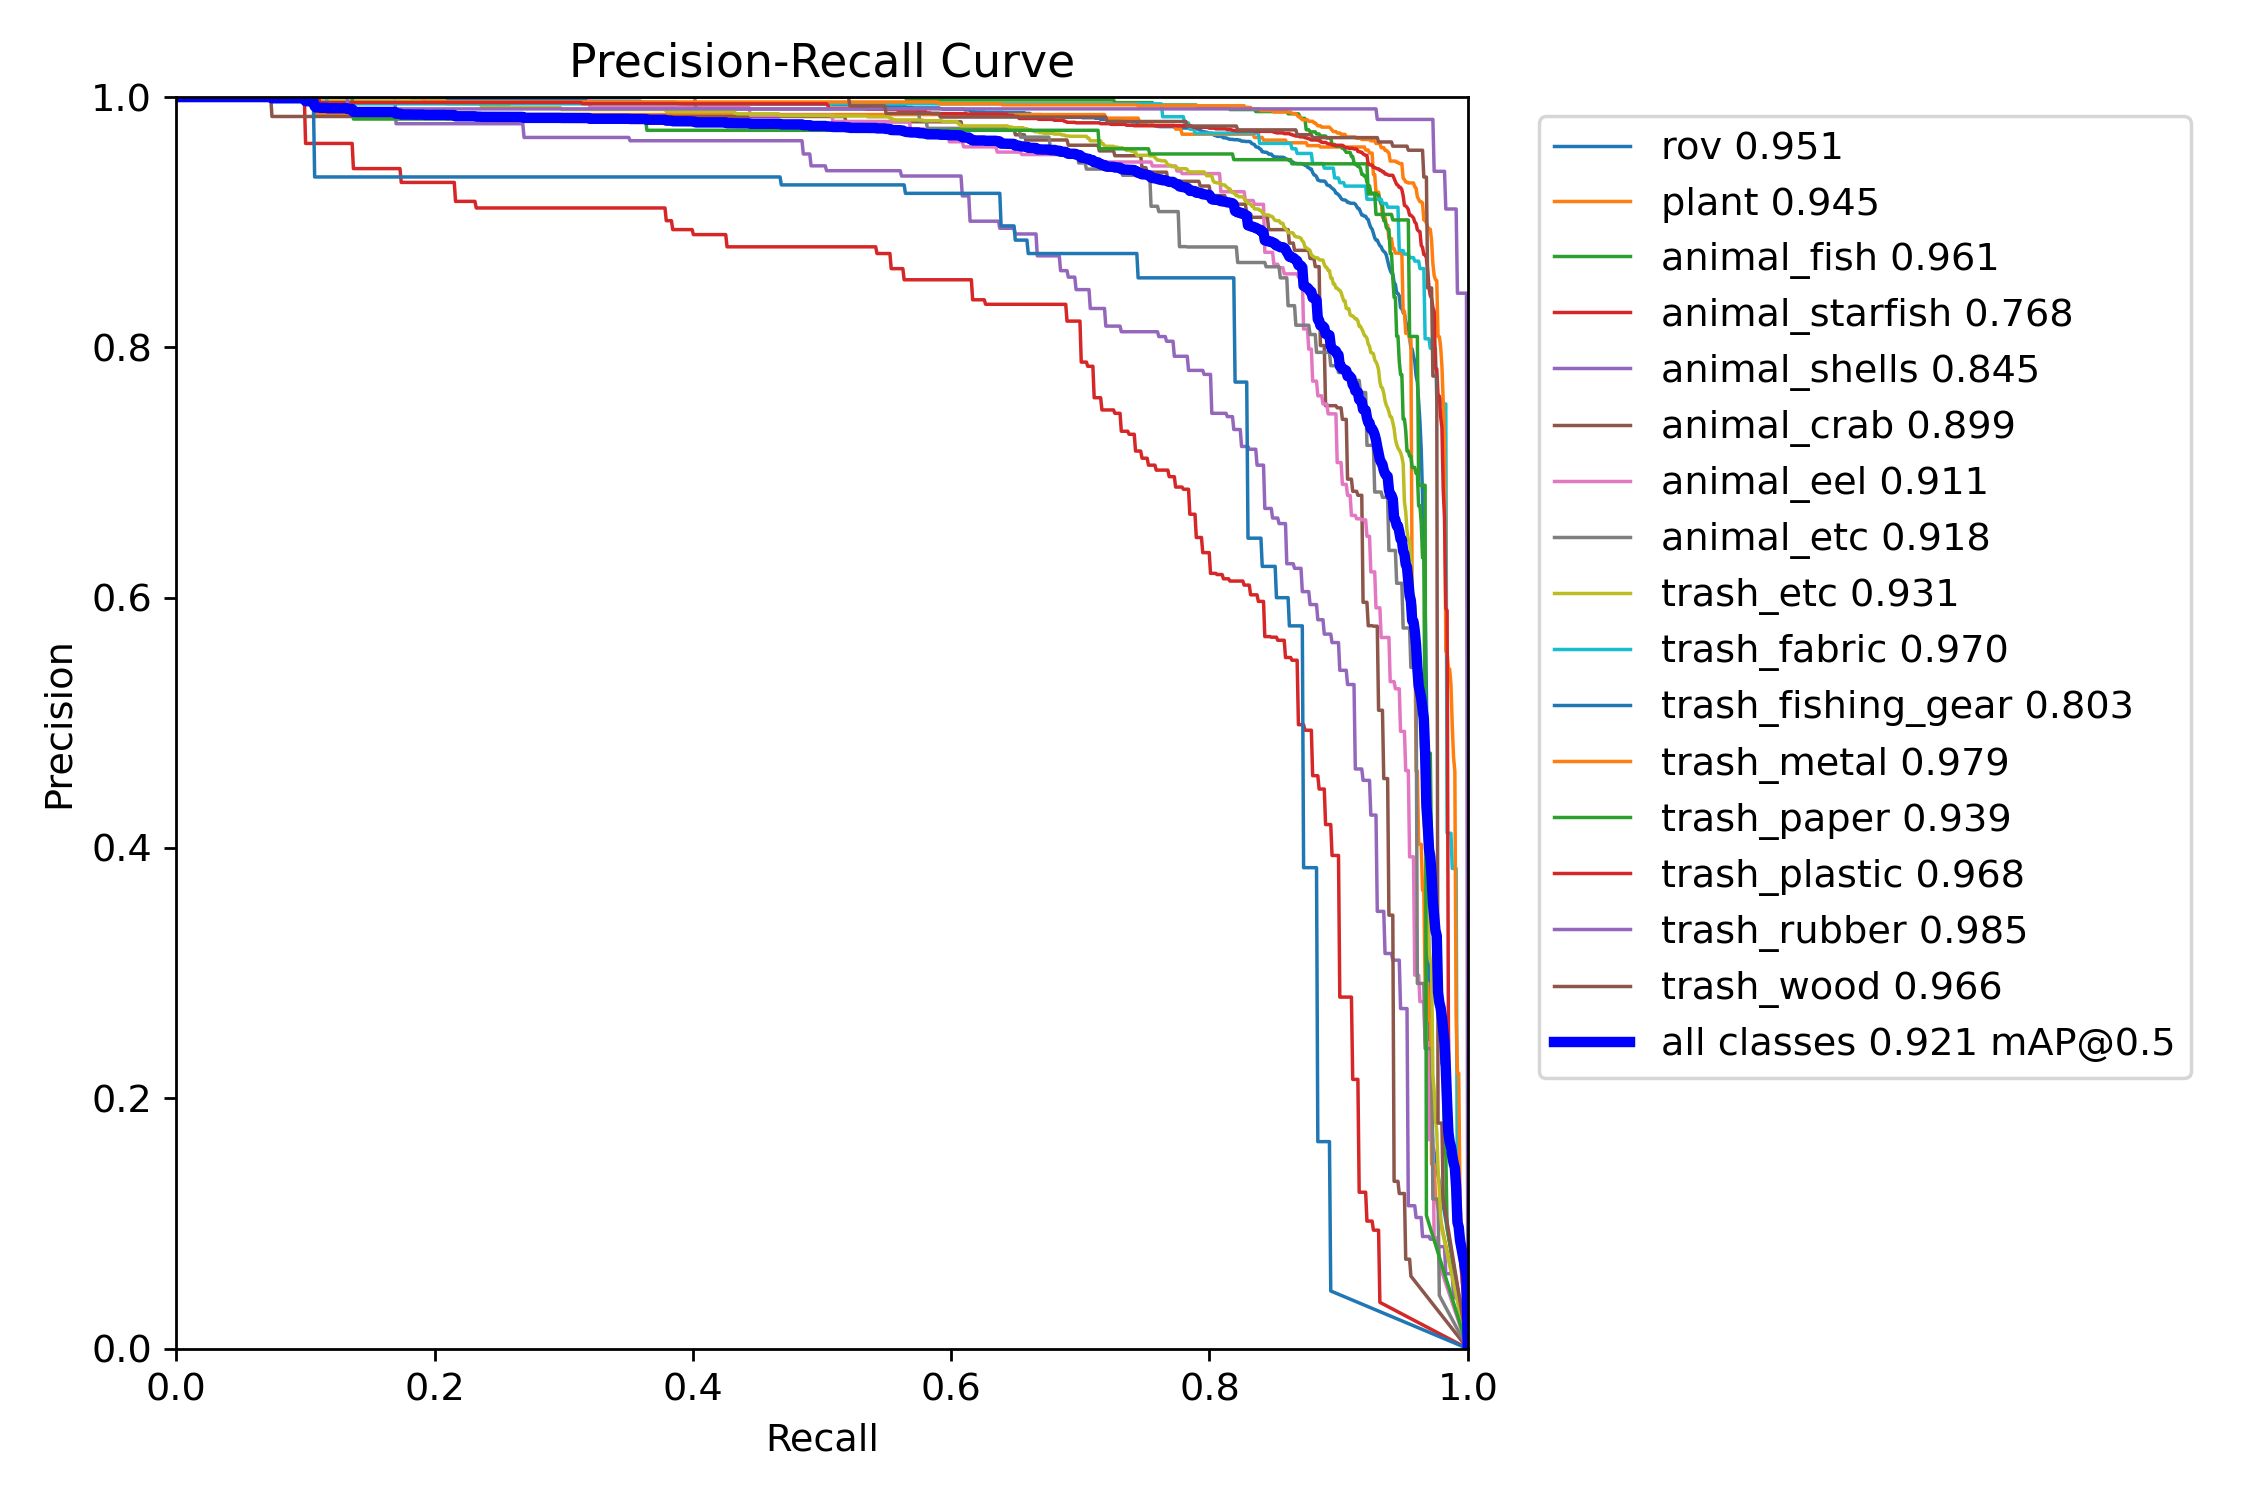 Precision-Recall Curve
1.0
0.8
0.6
0.4
0.2
0.0
Precision
0.0 0.2 0.4 0.6 0.8 1.0
Recall
rov 0.951
plant 0.945
animal_fish 0.961
animal_starfish 0.768
animal_shells 0.845
animal_crab 0.899
animal_eel 0.911
animal_etc 0.918
trash_etc 0.931
trash_fabric 0.970
trash_fishing_gear 0.803
trash_metal 0.979
trash_paper 0.939
trash_plastic 0.968
trash_rubber 0.985
trash_wood 0.966
all classes 0.921 mAP@0.5